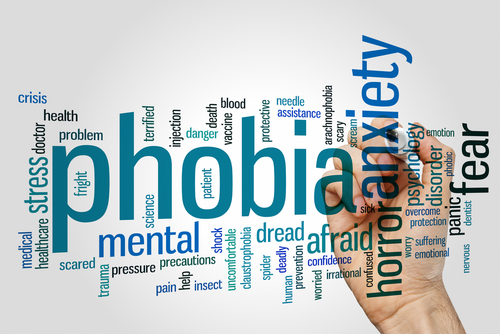 crisis
health
doctor
problem
stress
fright
phobia
terrified
injection
danger
death
vaccine
blood
protective
needle
assistance
arachnophobia
scary
scream
anxiety
emotion
psychology
disorder
phobic
fear
panic
dentist
overcome
protection
worry
suffering
emotional
nervous
horror
sick
confused
afraid
dread
confidence
irrational
worried
prevention
human
deadly
spider
claustrophobia
uncomfortable
shock
patient
science
mental
precautions
pressure
pain
help
insect
trauma
scared
medical
healthcare